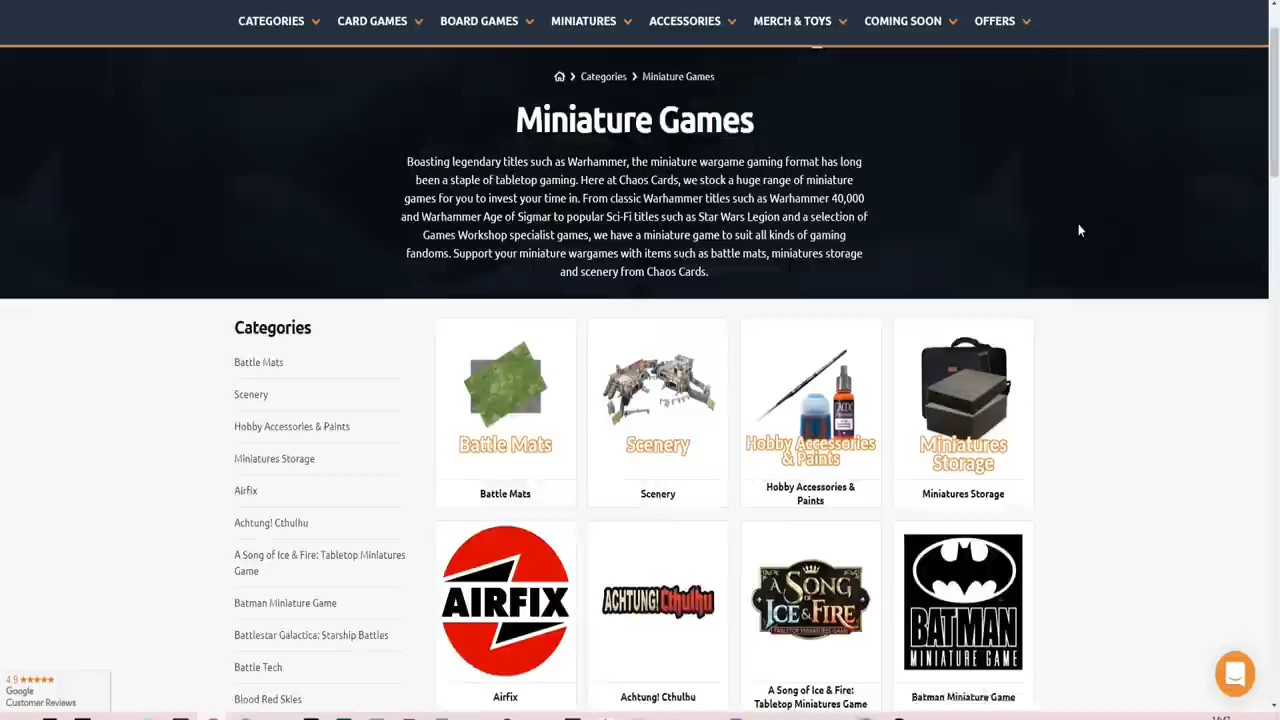 CATEGORIES CARD GAMES BOARD GAMES MINIATURES ACCESSORIES MERCH & TOYS COMING SOON OFFERS
Categories Miniature Games
Miniature Games
Boasting legendary titles such as Warhammer, the miniature wargame gaming format has long
been a staple of tabletop gaming. Here at Chaos Cards, we stock a huge range of miniature
games for you to invest your time in. From classic Warhammer titles such as Warhammer 40,000
and Warhammer Age of Sigmar to popular Sci-Fi titles such as Star Wars Legion and a selection of
Games Workshop specialist games, we have a miniature game to suit all kinds of gaming
fandoms. Support your miniature wargames with items such as battle mats, miniatures storage
and scenery from Chaos Cards.
Categories
Battle Mats
Scenery
Hobby Accessories & Paints
Miniatures Storage
Airfix
Achtung! Cthulhu
A Song of Ice & Fire: Tabletop Miniatures
Game
Batman Miniature Game
Battlestar Galactica: Starship Battles
Battle Tech
Blood Red Skies
Battle Mats
Battle Mats
Scenery
Scenery
Hobby Accessories
& Paints
Hobby Accessories &
Paints
Miniatures
Storage
Miniatures Storage
AIRFIX
Airfix
ACHTUNG! Cthulhu
Achtung! Cthulhu
A SONG
OF
ICE & FIRE
TABLETOP MINIATURES GAME
A Song of Ice & Fire:
Tabletop Miniatures Game
BATMAN
MINIATURE GAME
Batman Miniature Game
4.9
Google
Customer Reviews